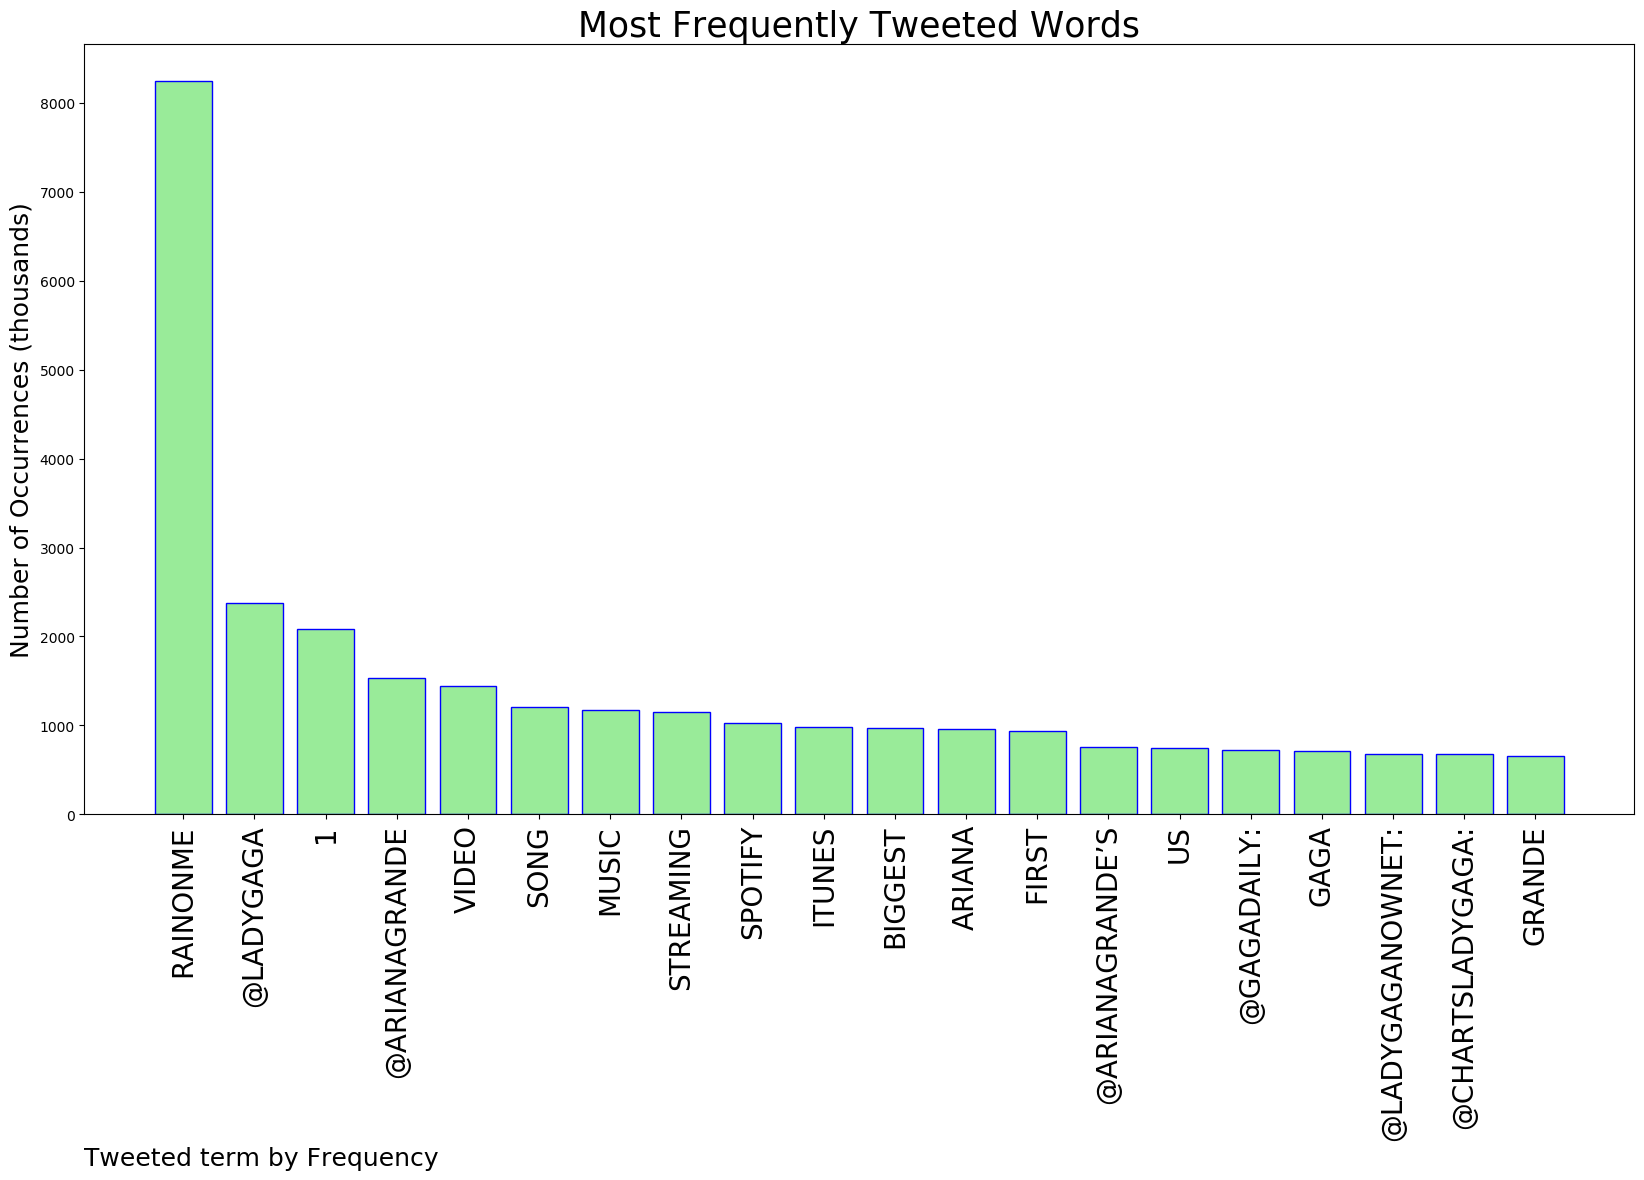 Most Frequently Tweeted Words
Number of Occurrences (thousands)
8000
7000
6000
5000
4000
3000
2000
1000
0
RAINONME
@LADYGAGA
1
@ARIANAGRANDE
VIDEO
SONG
MUSIC
STREAMING
SPOTIFY
ITUNES
BIGGEST
ARIANA
FIRST
@ARIANAGRANDE’S
US
@GAGADAILY:
GAGA
@LADYGAGANOWNET:
@CHARTSLADYGAGA:
GRANDE
Tweeted term by Frequency